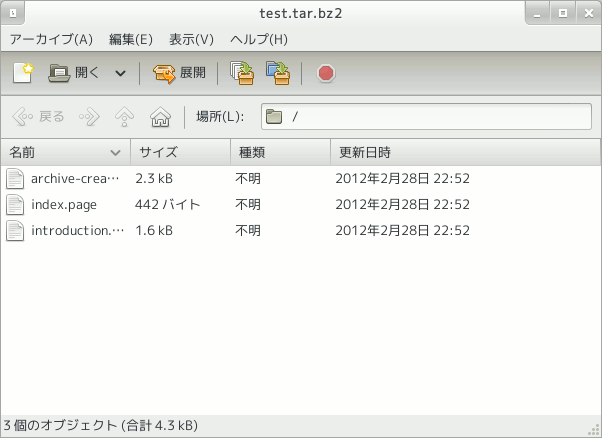 test.tar.bz2
アーカイブ(A) 編集(E) 表示(V) ヘルプ(H)
開く 展開
戻る 場所(L): /
名前 サイズ 種類 更新日時
archive-crea… 2.3 kB 不明 2012年2月28日 22:52
index.page 442 バイト 不明 2012年2月28日 22:52
introduction.… 1.6 kB 不明 2012年2月28日 22:52
3 個のオブジェクト (合計 4.3 kB)